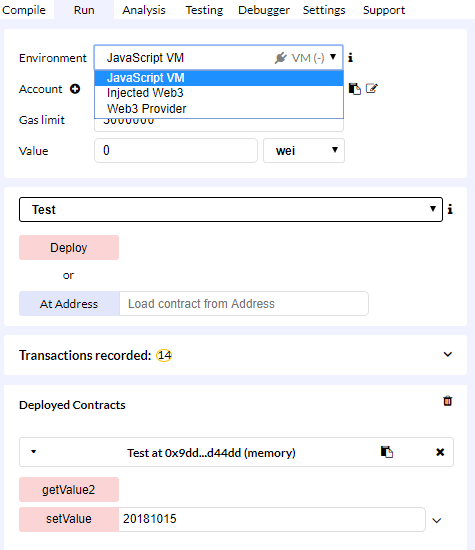 Compile Run Analysis Testing Debugger Settings Support
Environment JavaScript VM VM (-) i
JavaScript VM
Account Injected Web3
Web3 Provider
Gas limit 3000000
Value 0 wei
Test i
Deploy
or
At Address Load contract from Address
Transactions recorded: 14
Deployed Contracts
Test at 0x9dd...d44dd (memory)
getValue2
setValue 20181015